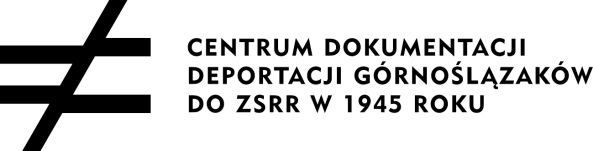 CENTRUM DOKUMENTACJI
DEPORTACJI GÓRNOŚLĄZAKÓW
DO ZSRR W 1945 ROKU